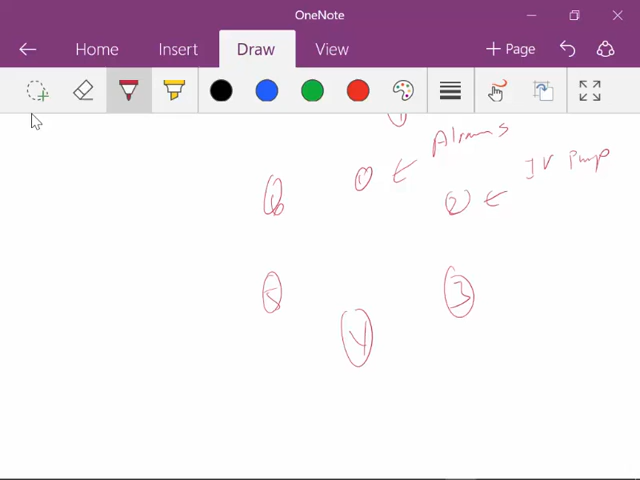 OneNote
Home Insert Draw View + Page
Alarms
1 ←
IV Pump
6
2 ←
5
3
4